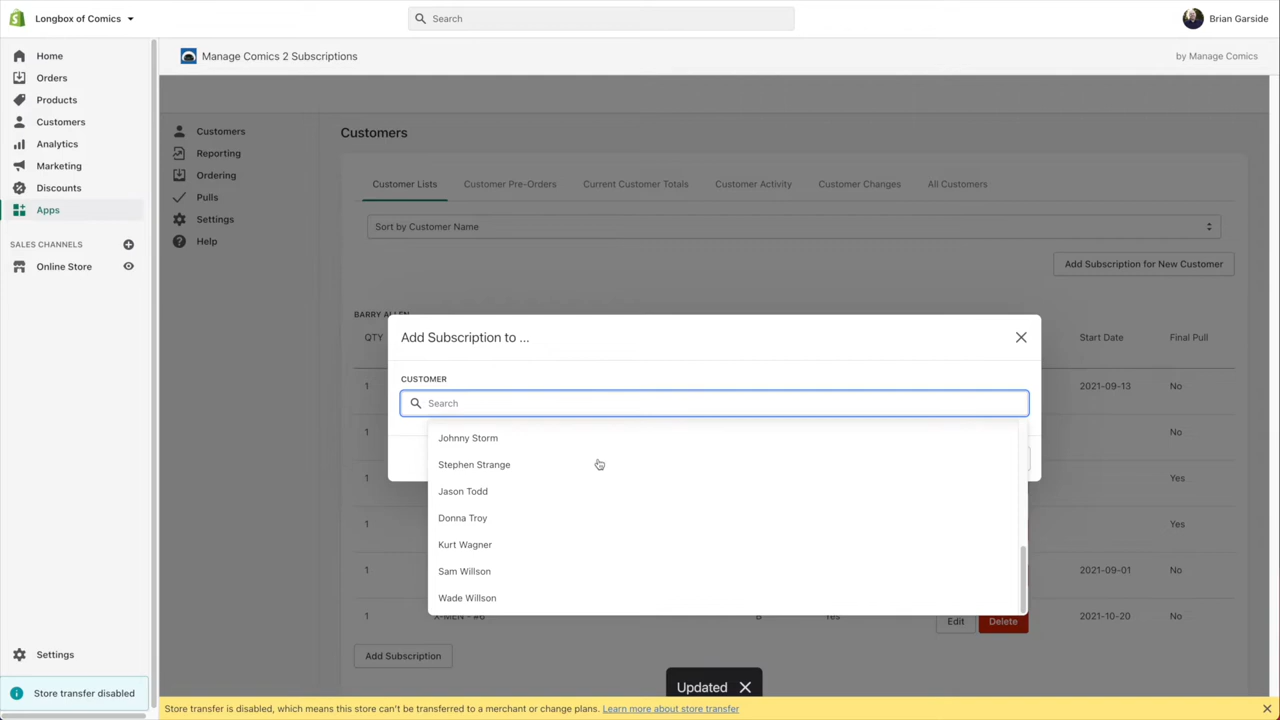 Longbox of Comics
Search
Brian Garside
Home
Orders
Products
Customers
Analytics
Marketing
Discounts
Apps
SALES CHANNELS
Online Store
Settings
Store transfer disabled
Manage Comics 2 Subscriptions
by Manage Comics
Customers
Reporting
Ordering
Pulls
Settings
Help
Customers
Customer Lists Customer Pre-Orders Current Customer Totals Customer Activity Customer Changes All Customers
Sort by Customer Name
Add Subscription for New Customer
BARRY ALLEN
QTY Start Date Final Pull
1 2021-09-13 No
1 No
1 Yes
1 Yes
1 2021-09-01 No
1 X-MEN - #6 B Yes Edit Delete 2021-10-20 No
Add Subscription
Add Subscription to ...
CUSTOMER
Search
Johnny Storm
Stephen Strange
Jason Todd
Donna Troy
Kurt Wagner
Sam Willson
Wade Willson
Updated
Store transfer is disabled, which means this store can't be transferred to a merchant or change plans. Learn more about store transfer